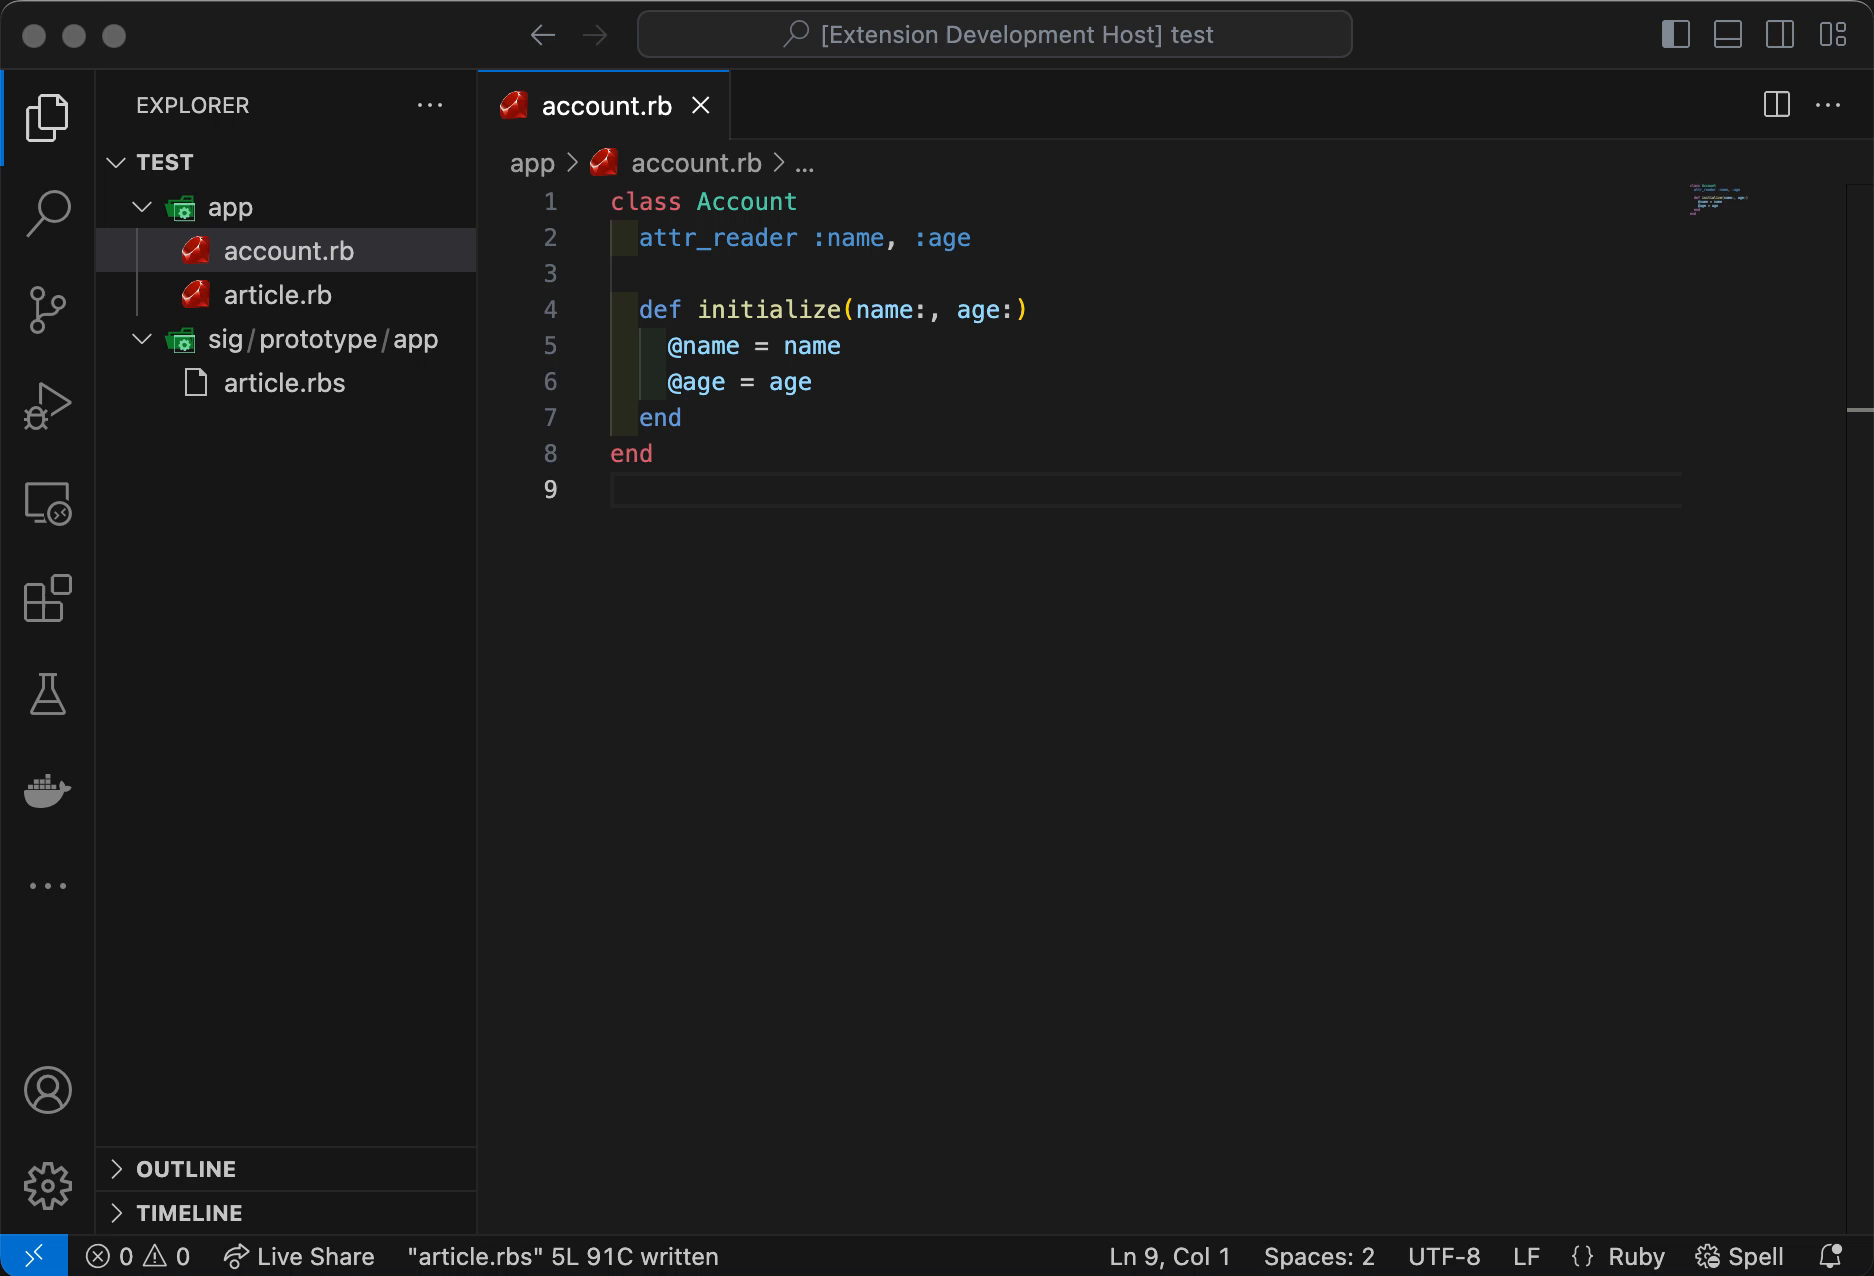 [Extension Development Host] test
EXPLORER
TEST
app
account.rb
article.rb
sig/prototype/app
article.rbs
OUTLINE
TIMELINE
account.rb
app > account.rb > ...
1 class Account
2 attr_reader :name, :age
3
4 def initialize(name:, age:)
5 @name = name
6 @age = age
7 end
8 end
9
0 0 Live Share "article.rbs" 5L 91C written Ln 9, Col 1 Spaces: 2 UTF-8 LF {} Ruby Spell